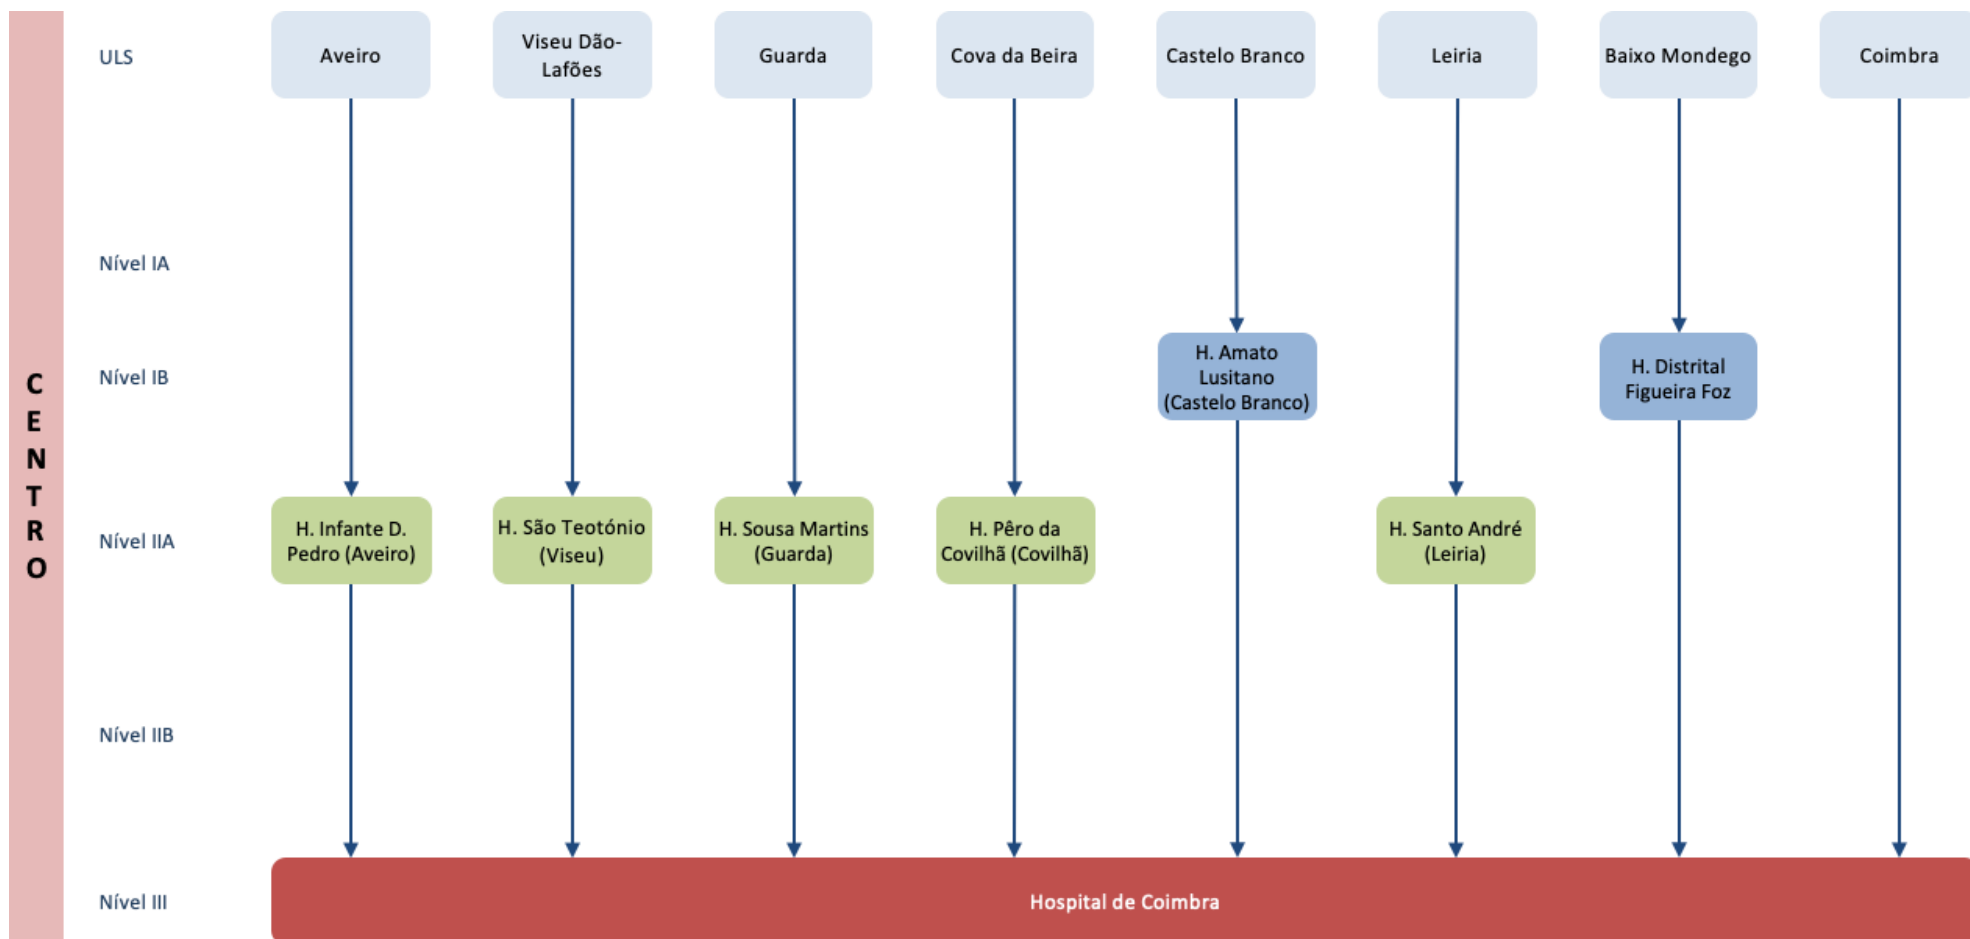 ULS
Aveiro
Viseu Dão-
Lafões
Guarda
Cova da Beira
Castelo Branco
Leiria
Baixo Mondego
Coimbra
Nível IA
Nível IB
H. Amato
Lusitano
(Castelo Branco)
H. Distrital
Figueira Foz
C
E
N
T
R
O
Nível IIA
H. Infante D.
Pedro (Aveiro)
H. São Teotónio
(Viseu)
H. Sousa Martins
(Guarda)
H. Pêro da
Covilhã (Covilhã)
H. Santo André
(Leiria)
Nível IIB
Nível III
Hospital de Coimbra